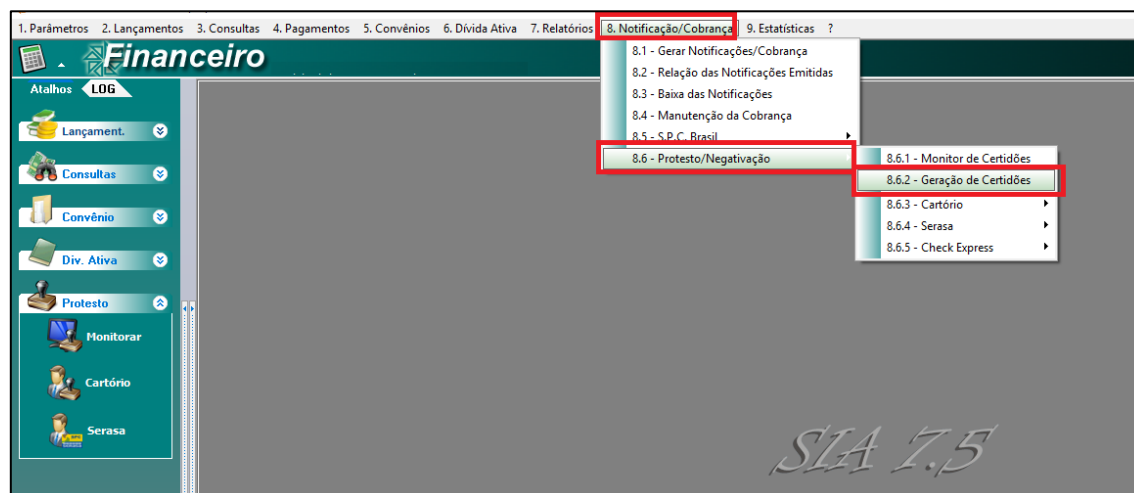 1. Parâmetros 2. Lançamentos 3. Consultas 4. Pagamentos 5. Convênios 6. Dívida Ativa 7. Relatórios 8. Notificação/Cobrança 9. Estatísticas ?
Financeiro
8.1 - Gerar Notificações/Cobrança
8.2 - Relação das Notificações Emitidas
8.3 - Baixa das Notificações
8.4 - Manutenção da Cobrança
8.5 - S.P.C. Brasil
8.6 - Protesto/Negativação
8.6.1 - Monitor de Certidões
8.6.2 - Geração de Certidões
8.6.3 - Cartório
8.6.4 - Serasa
8.6.5 - Check Express
Atalhos LOG
Lançament.
Consultas
Convênio
Div. Ativa
Protesto
Monitorar
Cartório
Serasa
SIA 7.5